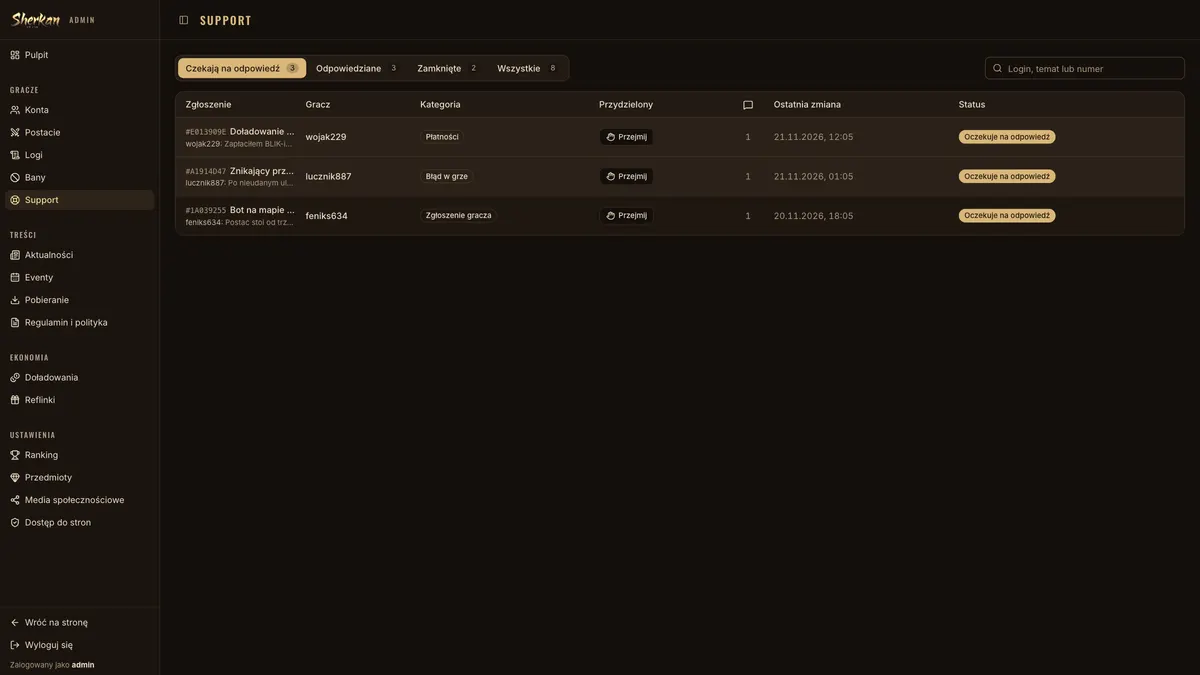 Sherkan ADMIN
SUPPORT
Pulpit
GRACZE
Konta
Postacie
Logi
Bany
Support
TREŚCI
Aktualności
Eventy
Pobieranie
Regulamin i polityka
EKONOMIA
Doładowania
Reflinki
USTAWIENIA
Ranking
Przedmioty
Media społecznościowe
Dostęp do stron
Wróć na stronę
Wyloguj się
Zalogowany jako admin
Czekają na odpowiedź 3 Odpowiedziane 3 Zamknięte 2 Wszystkie 8
Login, temat lub numer
Zgłoszenie Gracz Kategoria Przydzielony Ostatnia zmiana Status
#E013909E Doładowanie ...
wojak229: Zapłaciłem BLIK-i...
wojak229 Płatności Przejmij 1 21.11.2026, 12:05 Oczekuje na odpowiedź
#A1914D47 Znikający prz...
lucznik887: Po nieudanym ul...
lucznik887 Błąd w grze Przejmij 1 21.11.2026, 01:05 Oczekuje na odpowiedź
#1A039255 Bot na mapie ...
feniks634: Postać stoi od trz...
feniks634 Zgłoszenie gracza Przejmij 1 20.11.2026, 18:05 Oczekuje na odpowiedź